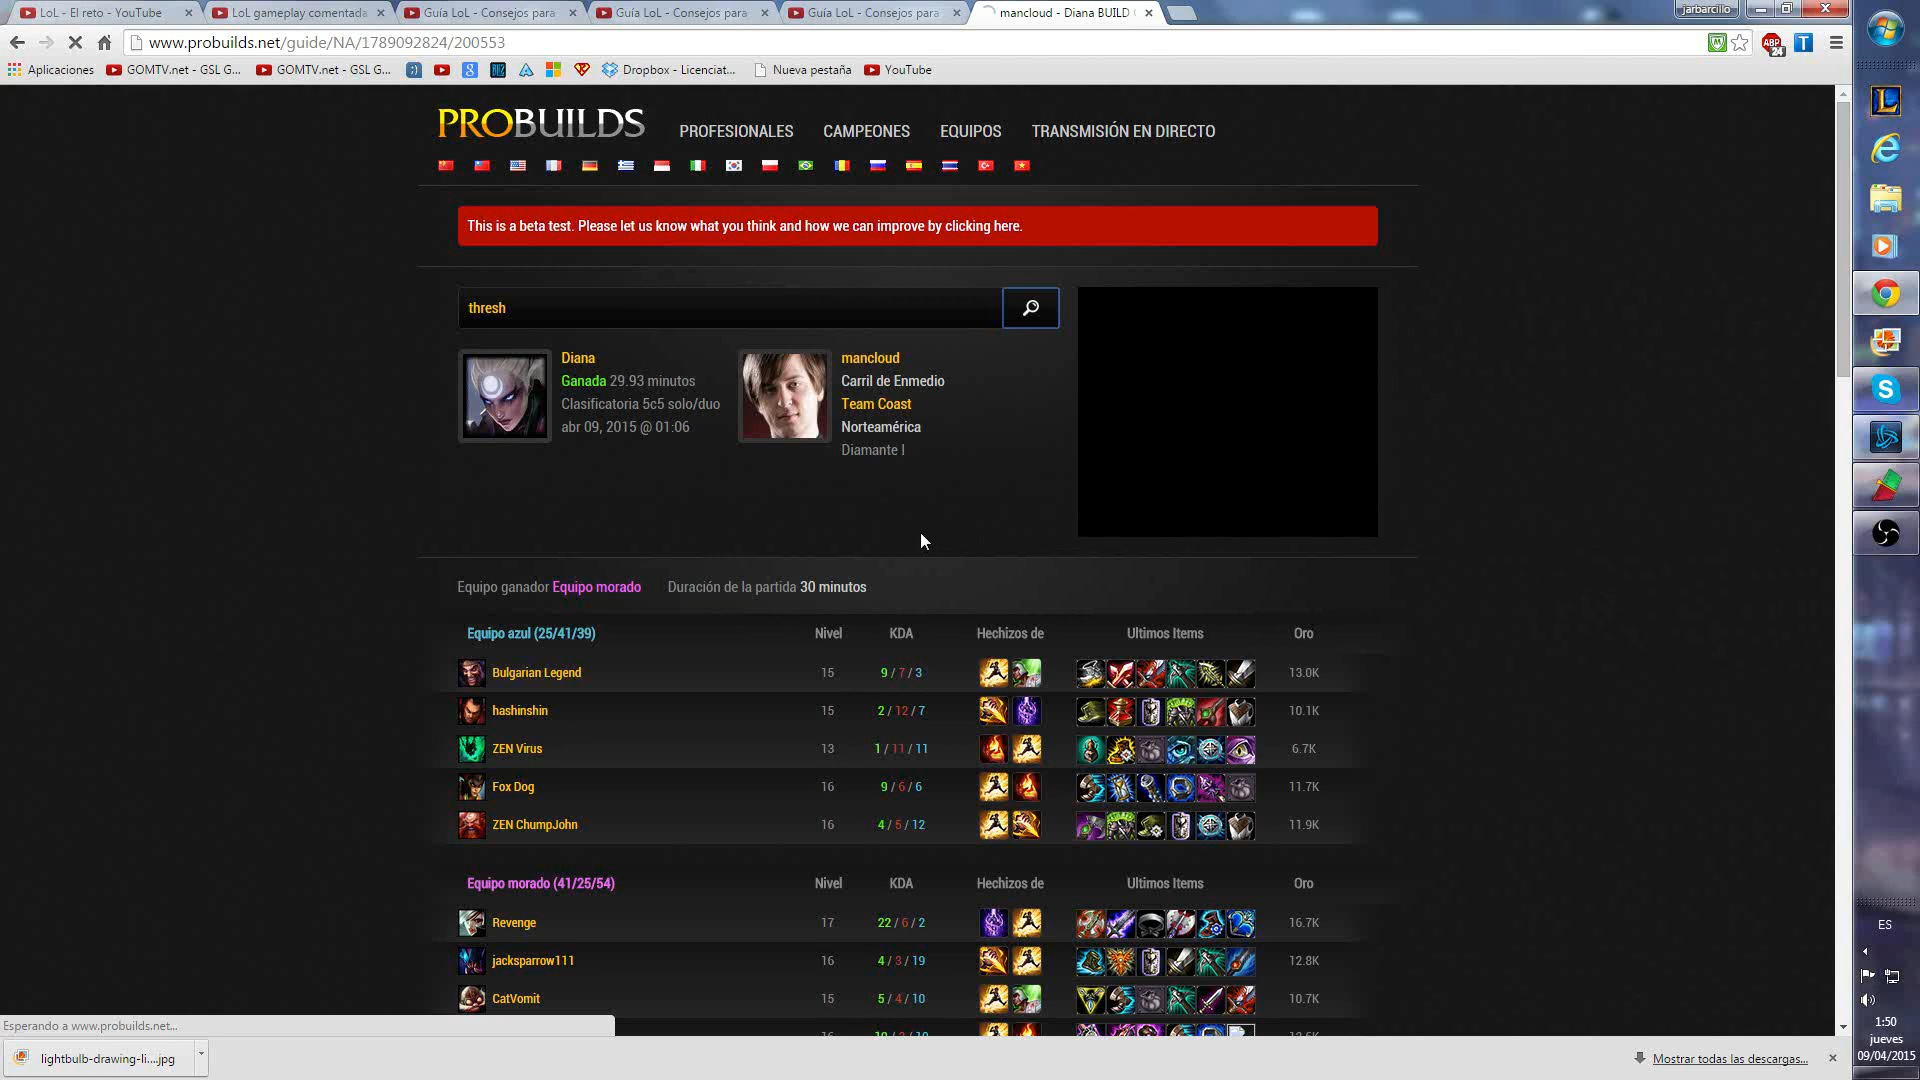 LoL - El reto - YouTube
LoL gameplay comentada
Guía LoL - Consejos para
Guía LoL - Consejos para
Guía LoL - Consejos para
mancloud - Diana BUILD
jarbarcillo
www.probuilds.net/guide/NA/1789092824/200553
ABP
24
T
Aplicaciones
GOMTV.net - GSL G...
GOMTV.net - GSL G...
Dropbox - Licenciat...
Nueva pestaña
YouTube
PROBUILDS
PROFESIONALES
CAMPEONES
EQUIPOS
TRANSMISIÓN EN DIRECTO
This is a beta test. Please let us know what you think and how we can improve by clicking here.
thresh
Diana
Ganada 29.93 minutos
Clasificatoria 5c5 solo/duo
abr 09, 2015 @ 01:06
mancloud
Carril de Enmedio
Team Coast
Norteamérica
Diamante I
Equipo ganador Equipo morado
Duración de la partida 30 minutos
Equipo azul (25/41/39) Nivel KDA Hechizos de Ultimos Items Oro
Bulgarian Legend 15 9 / 7 / 3 13.0K
hashinshin 15 2 / 12 / 7 10.1K
ZEN Virus 13 1 / 11 / 11 6.7K
Fox Dog 16 9 / 6 / 6 11.7K
ZEN ChumpJohn 16 4 / 5 / 12 11.9K
Equipo morado (41/25/54) Nivel KDA Hechizos de Ultimos Items Oro
Revenge 17 22 / 6 / 2 16.7K
jacksparrow111 16 4 / 3 / 19 12.8K
CatVomit 15 5 / 4 / 10 10.7K
Esperando a www.probuilds.net...
lightbulb-drawing-li....jpg
Mostrar todas las descargas...
ES
1:50
jueves
09/04/2015